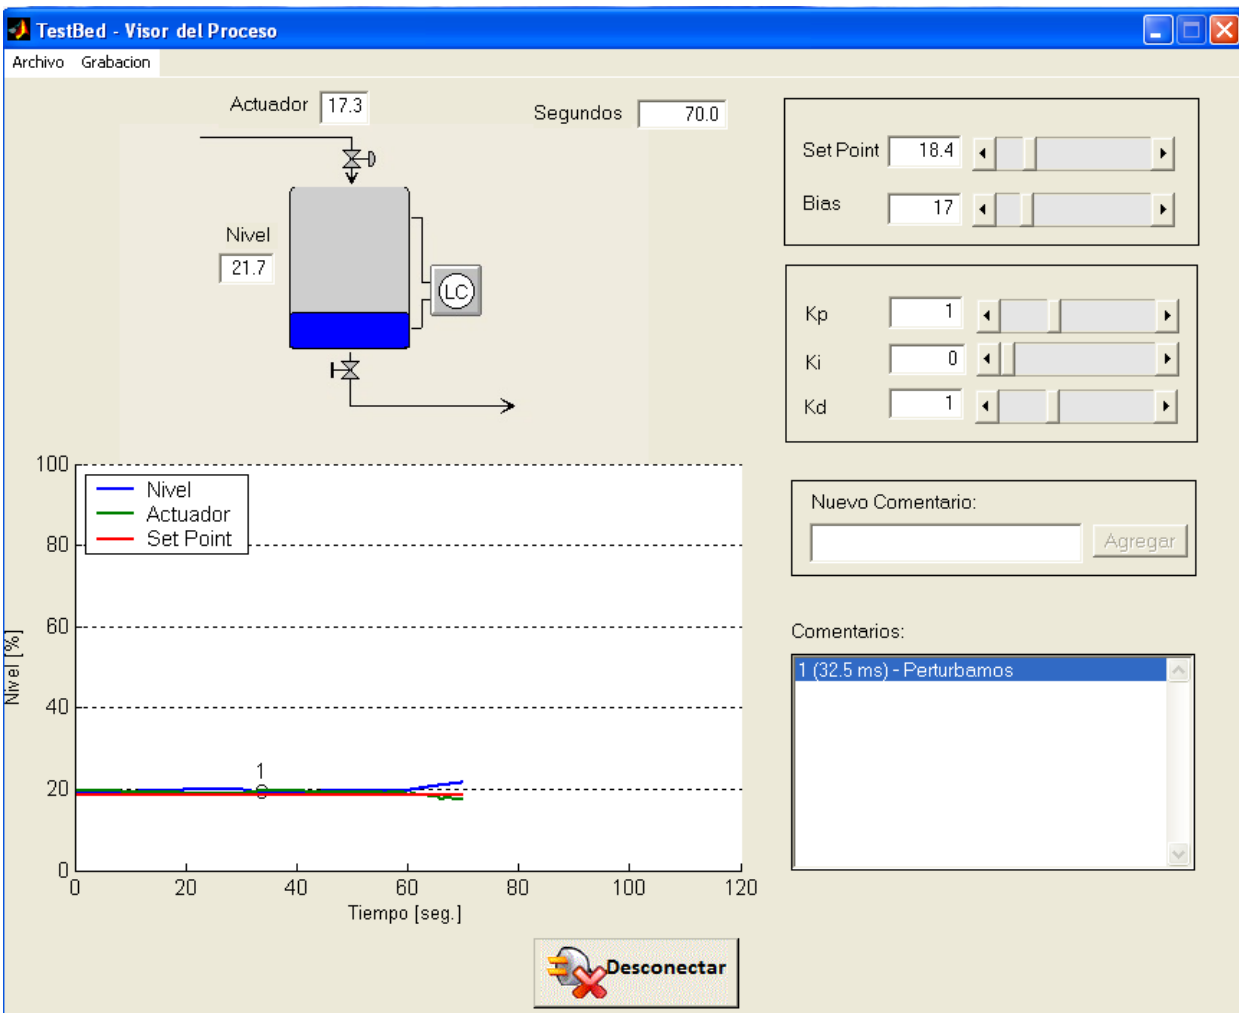 TestBed - Visor del Proceso
Archivo Grabacion
Actuador 17.3
Segundos 70.0
Nivel
21.7
LC
Set Point 18.4
Bias 17
Kp 1
Ki 0
Kd 1
Nuevo Comentario:
Agregar
Comentarios:
1 (32.5 ms) - Perturbamos
Nivel
Actuador
Set Point
1
Nivel [%]
100
80
60
40
20
0
0 20 40 60 80 100 120
Tiempo [seg.]
Desconectar